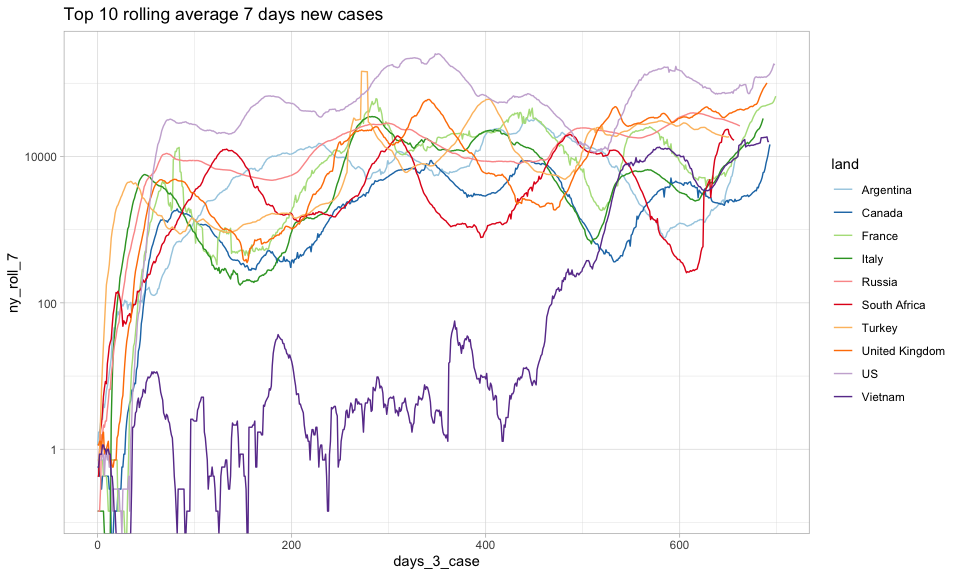 Top 10 rolling average 7 days new cases
ny_roll_7
10000
100
1
0
200
400
600
days_3_case
land
Argentina
Canada
France
Italy
Russia
South Africa
Turkey
United Kingdom
US
Vietnam